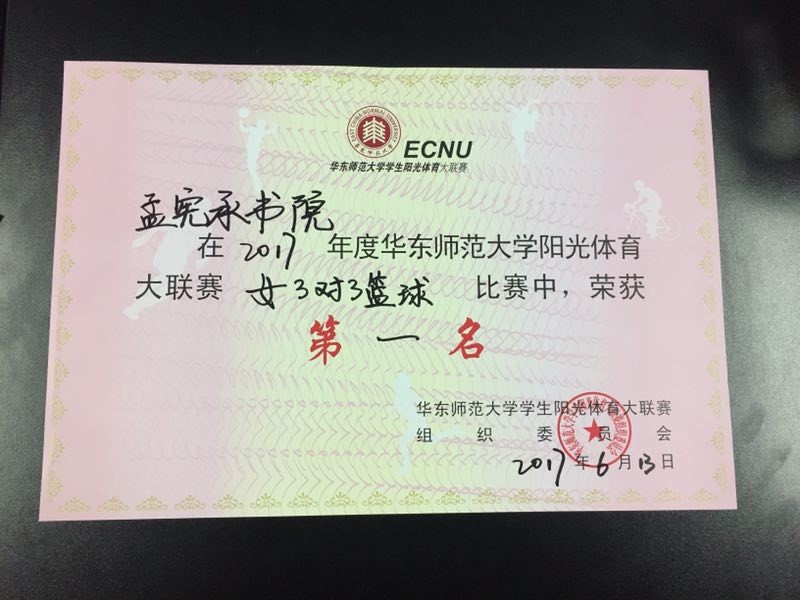 EAST CHINA NORMAL UNIVERSITY
ECNU
华东师范大学学生阳光体育大联赛
孟宪承书院
在 2017 年度华东师范大学阳光体育
大联赛 女3对3篮球 比赛中，荣获
第一名
华东师范大学学生阳光体育大联赛
组织委员会
2017年6月13日